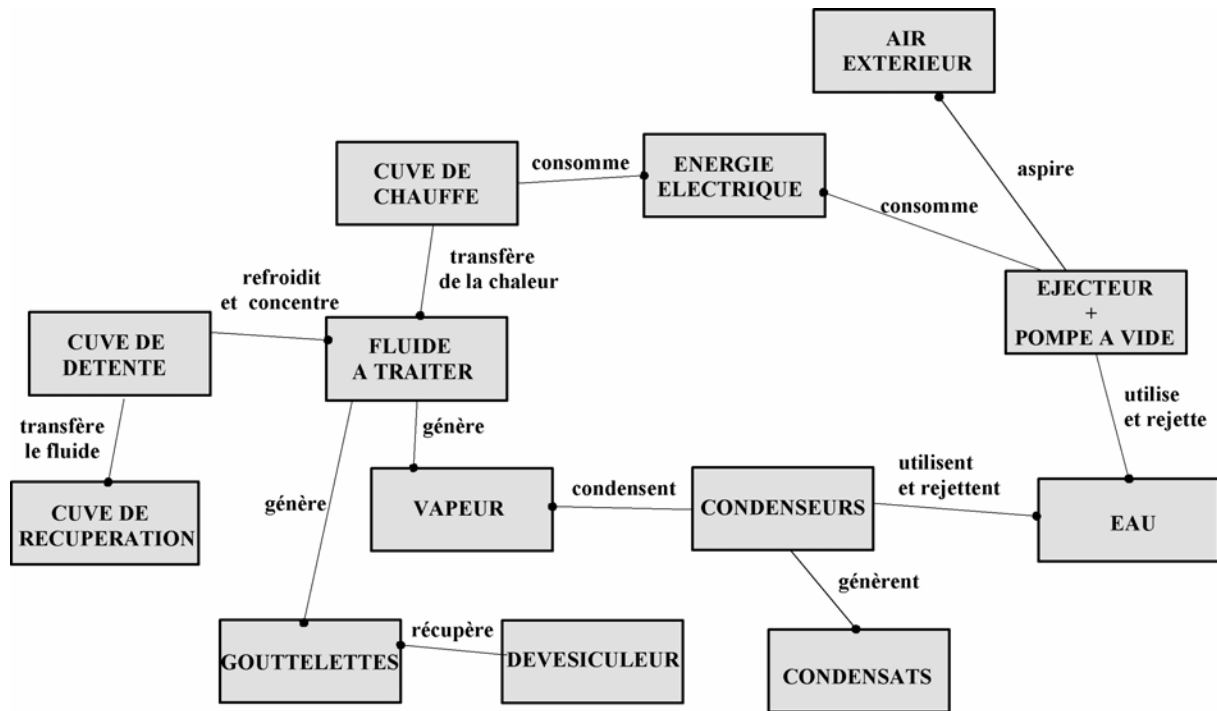 AIR
EXTERIEUR
CUVE DE
CHAUFFE
consomme
ENERGIE
ELECTRIQUE
aspire
consomme
transfère
de la chaleur
refroidit
et concentre
EJECTEUR
+
POMPE A VIDE
CUVE DE
DETENTE
FLUIDE
A TRAITER
utilise
et rejette
transfère
le fluide
génère
génère
CUVE DE
RECUPERATION
VAPEUR
condensent
CONDENSEURS
utilisent
et rejettent
EAU
génèrent
GOUTTELETTES
récupère
DEVESICULEUR
CONDENSATS